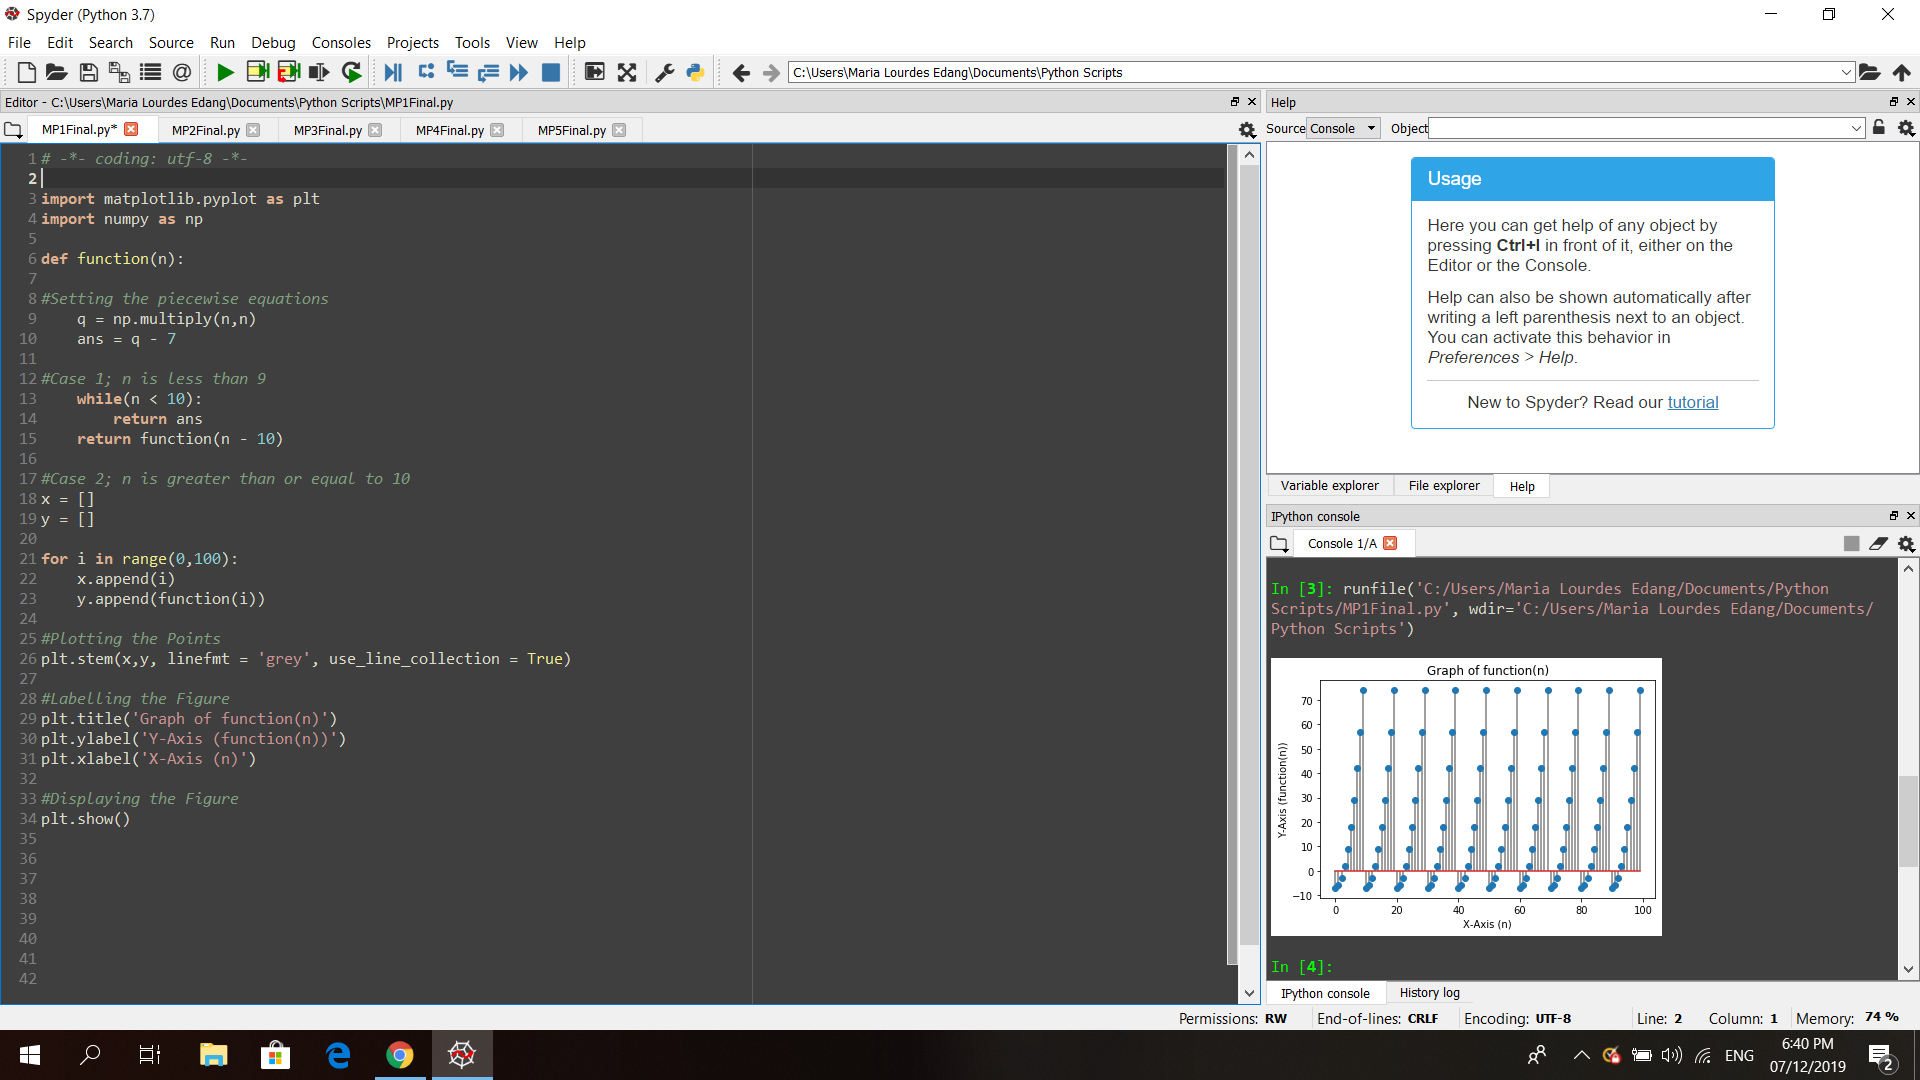 Spyder (Python 3.7)
File Edit Search Source Run Debug Consoles Projects Tools View Help
C:\Users\Maria Lourdes Edang\Documents\Python Scripts
Editor - C:\Users\Maria Lourdes Edang\Documents\Python Scripts\MP1Final.py
MP1Final.py* MP2Final.py MP3Final.py MP4Final.py MP5Final.py
1 # -*- coding: utf-8 -*-
2
3 import matplotlib.pyplot as plt
4 import numpy as np
5
6 def function(n):
7
8 #Setting the piecewise equations
9     q = np.multiply(n,n)
10     ans = q - 7
11
12 #Case 1; n is less than 9
13     while(n < 10):
14         return ans
15     return function(n - 10)
16
17 #Case 2; n is greater than or equal to 10
18 x = []
19 y = []
20
21 for i in range(0,100):
22     x.append(i)
23     y.append(function(i))
24
25 #Plotting the Points
26 plt.stem(x,y, linefmt = 'grey', use_line_collection = True)
27
28 #Labelling the Figure
29 plt.title('Graph of function(n)')
30 plt.ylabel('Y-Axis (function(n))')
31 plt.xlabel('X-Axis (n)')
32
33 #Displaying the Figure
34 plt.show()
35
36
37
38
39
40
41
42
Help
Source Console Object
Usage
Here you can get help of any object by
pressing Ctrl+I in front of it, either on the
Editor or the Console.
Help can also be shown automatically after
writing a left parenthesis next to an object.
You can activate this behavior in
Preferences > Help.
New to Spyder? Read our tutorial
Variable explorer File explorer Help
IPython console
Console 1/A
In [3]: runfile('C:/Users/Maria Lourdes Edang/Documents/Python
Scripts/MP1Final.py', wdir='C:/Users/Maria Lourdes Edang/Documents/
Python Scripts')
Graph of function(n)
Y-Axis (function(n))
70
60
50
40
30
20
10
0
−10
0 20 40 60 80 100
X-Axis (n)
In [4]:
IPython console History log
Permissions: RW End-of-lines: CRLF Encoding: UTF-8 Line: 2 Column: 1 Memory: 74 %
ENG
6:40 PM
07/12/2019
2